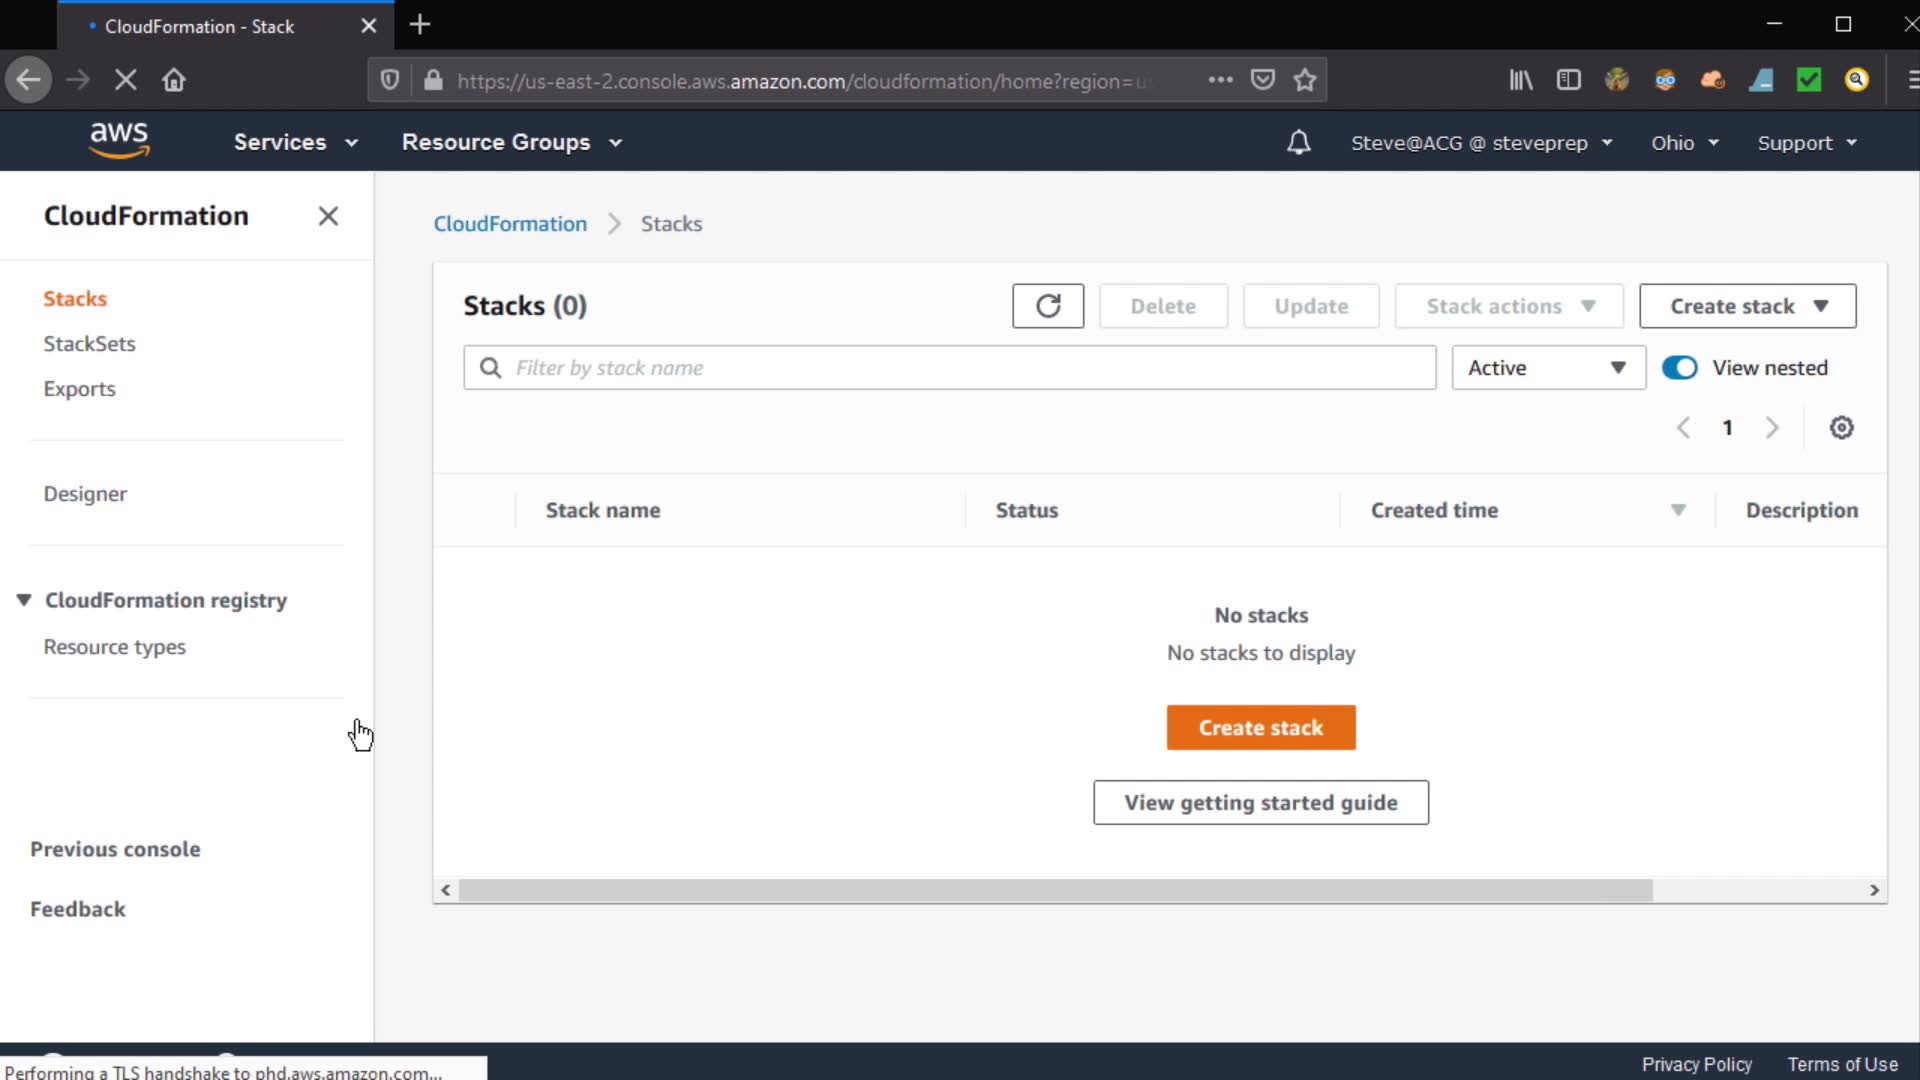 CloudFormation - Stack
https://us-east-2.console.aws.amazon.com/cloudformation/home?region=us
aws
Services
Resource Groups
Steve@ACG @ steveprep
Ohio
Support
CloudFormation
Stacks
StackSets
Exports
Designer
CloudFormation registry
Resource types
Previous console
Feedback
CloudFormation
Stacks
Stacks (0)
Delete
Update
Stack actions
Create stack
Filter by stack name
Active
View nested
1
Stack name
Status
Created time
Description
No stacks
No stacks to display
Create stack
View getting started guide
Performing a TLS handshake to phd.aws.amazon.com...
Privacy Policy
Terms of Use